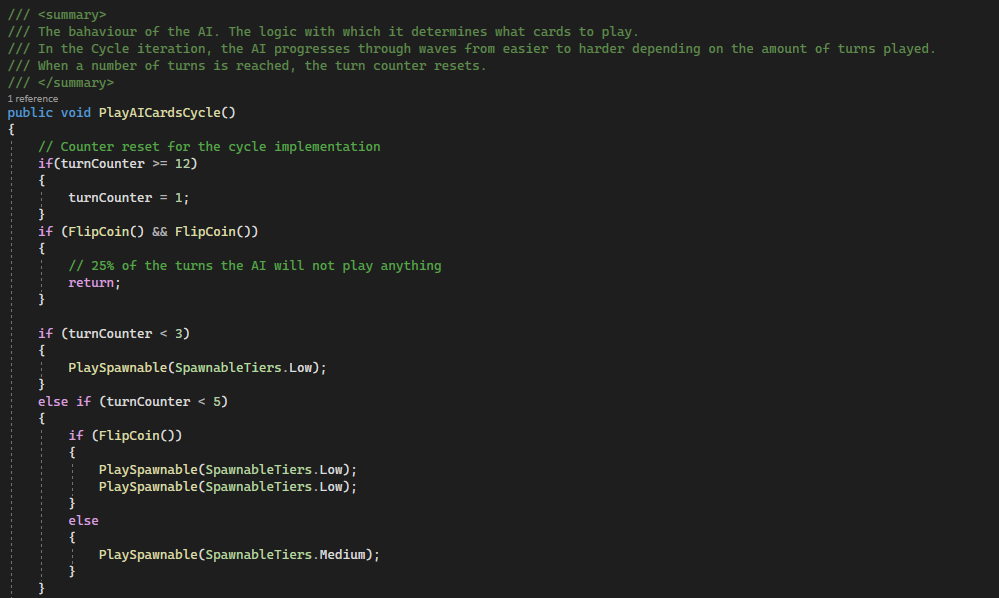 /// <summary>
/// The bahaviour of the AI. The logic with which it determines what cards to play.
/// In the Cycle iteration, the AI progresses through waves from easier to harder depending on the amount of turns played.
/// When a number of turns is reached, the turn counter resets.
/// </summary>
1 reference
public void PlayAICardsCycle()
{
    // Counter reset for the cycle implementation
    if(turnCounter >= 12)
    {
        turnCounter = 1;
    }
    if (FlipCoin() && FlipCoin())
    {
        // 25% of the turns the AI will not play anything
        return;
    }

    if (turnCounter < 3)
    {
        PlaySpawnable(SpawnableTiers.Low);
    }
    else if (turnCounter < 5)
    {
        if (FlipCoin())
        {
            PlaySpawnable(SpawnableTiers.Low);
            PlaySpawnable(SpawnableTiers.Low);
        }
        else
        {
            PlaySpawnable(SpawnableTiers.Medium);
        }
    }